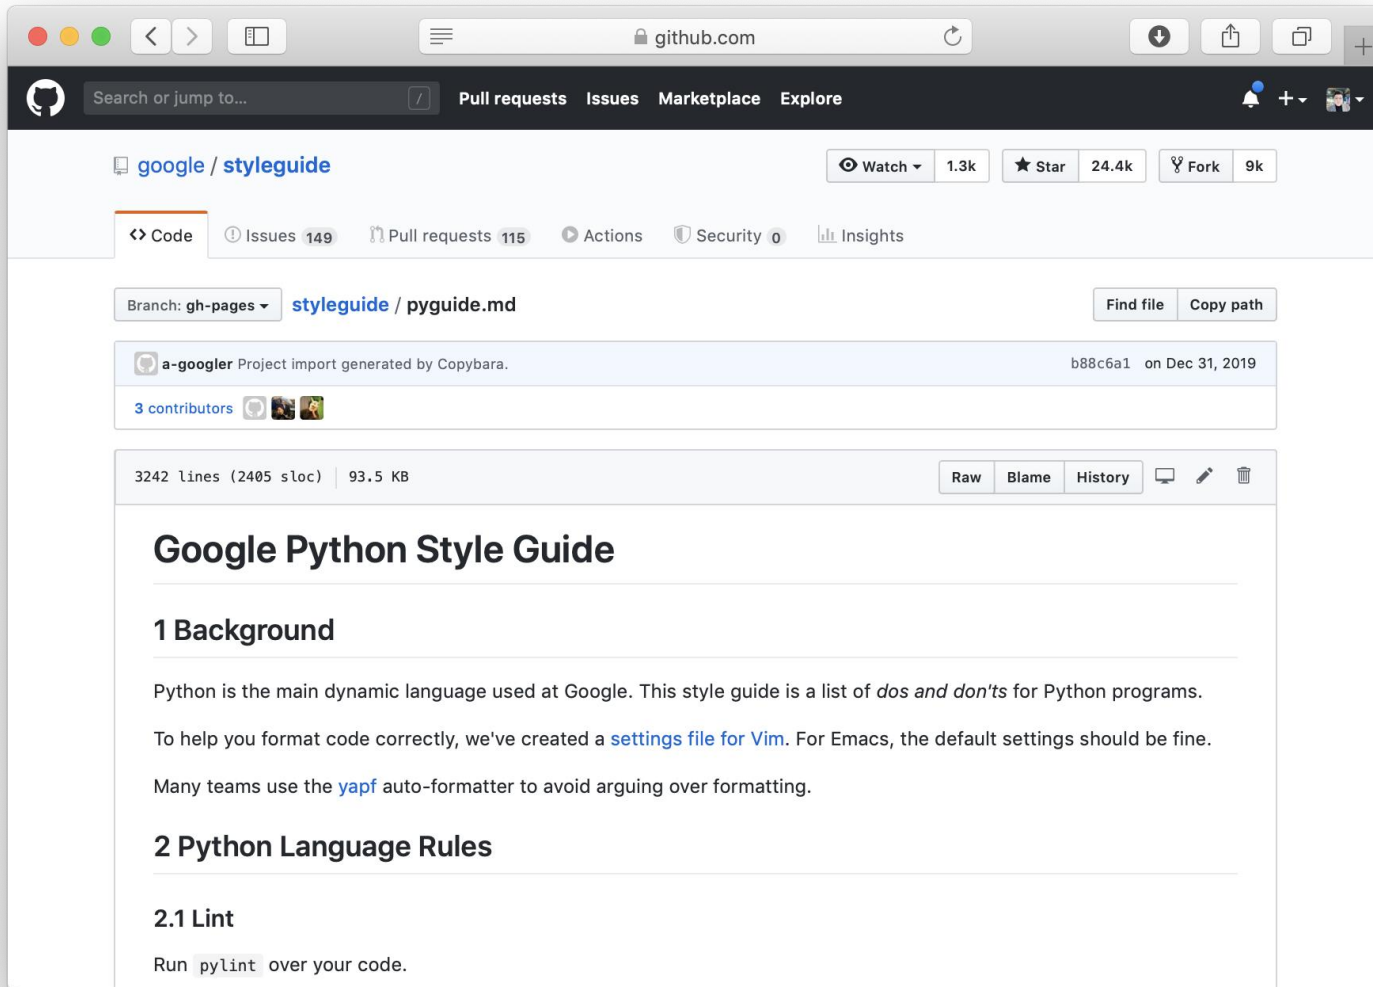 github.com
Search or jump to... /
Pull requests Issues Marketplace Explore
google / styleguide
Watch 1.3k Star 24.4k Fork 9k
Code Issues 149 Pull requests 115 Actions Security 0 Insights
Branch: gh-pages styleguide / pyguide.md Find file Copy path
a-googler Project import generated by Copybara. b88c6a1 on Dec 31, 2019
3 contributors
3242 lines (2405 sloc) 93.5 KB Raw Blame History
Google Python Style Guide
1 Background
Python is the main dynamic language used at Google. This style guide is a list of dos and don'ts for Python programs.
To help you format code correctly, we've created a settings file for Vim. For Emacs, the default settings should be fine.
Many teams use the yapf auto-formatter to avoid arguing over formatting.
2 Python Language Rules
2.1 Lint
Run pylint over your code.